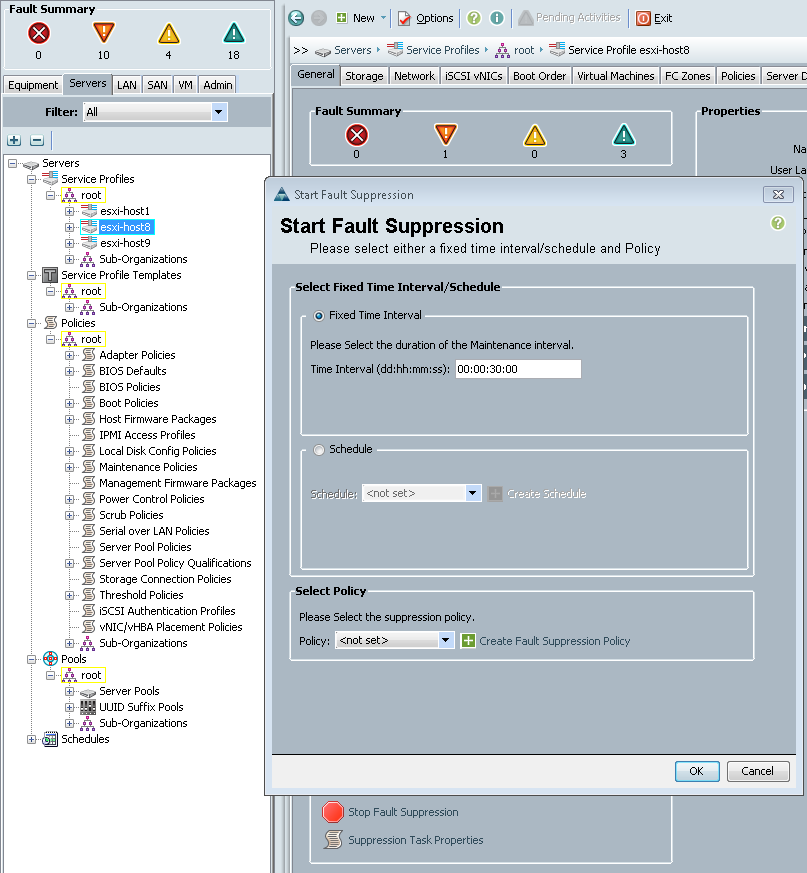 Fault Summary
0 10 4 18
Equipment Servers LAN SAN VM Admin
Filter: All
Servers
Service Profiles
root
esxi-host1
esxi-host8
esxi-host9
Sub-Organizations
Service Profile Templates
root
Sub-Organizations
Policies
root
Adapter Policies
BIOS Defaults
BIOS Policies
Boot Policies
Host Firmware Packages
IPMI Access Profiles
Local Disk Config Policies
Maintenance Policies
Management Firmware Packages
Power Control Policies
Scrub Policies
Serial over LAN Policies
Server Pool Policies
Server Pool Policy Qualifications
Storage Connection Policies
Threshold Policies
iSCSI Authentication Profiles
vNIC/vHBA Placement Policies
Sub-Organizations
Pools
root
Server Pools
UUID Suffix Pools
Sub-Organizations
Schedules
New Options Pending Activities Exit
>> Servers Service Profiles root Service Profile esxi-host8
General Storage Network iSCSI vNICs Boot Order Virtual Machines FC Zones Policies Server D
Fault Summary
0 1 0 3
Properties
Na
User La
Start Fault Suppression
Start Fault Suppression
Please select either a fixed time interval/schedule and Policy
Select Fixed Time Interval/Schedule
Fixed Time Interval
Please Select the duration of the Maintenance interval.
Time Interval (dd:hh:mm:ss): 00:00:30:00
Schedule
Schedule: <not set> Create Schedule
Select Policy
Please Select the suppression policy.
Policy: <not set> Create Fault Suppression Policy
OK Cancel
Stop Fault Suppression
Suppression Task Properties